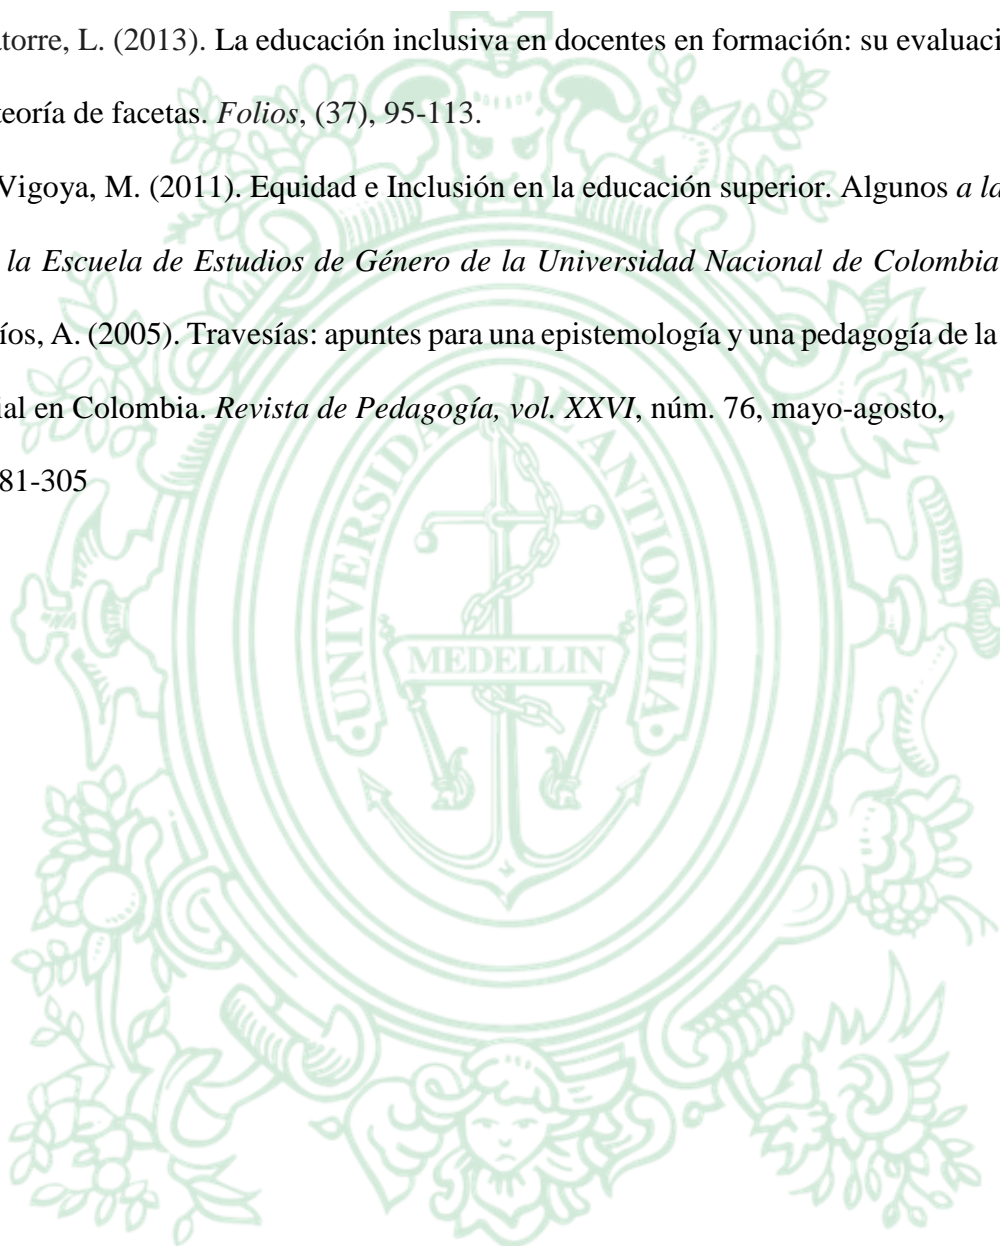 torre, L. (2013). La educación inclusiva en docentes en formación: su evaluaci
teoría de facetas. Folios, (37), 95-113.
Vigoya, M. (2011). Equidad e Inclusión en la educación superior. Algunos a la
la Escuela de Estudios de Género de la Universidad Nacional de Colombia
íos, A. (2005). Travesías: apuntes para una epistemología y una pedagogía de la
ial en Colombia. Revista de Pedagogía, vol. XXVI, núm. 76, mayo-agosto,
81-305
UNIVERSIDAD DE ANTIOQUIA
MEDELLIN